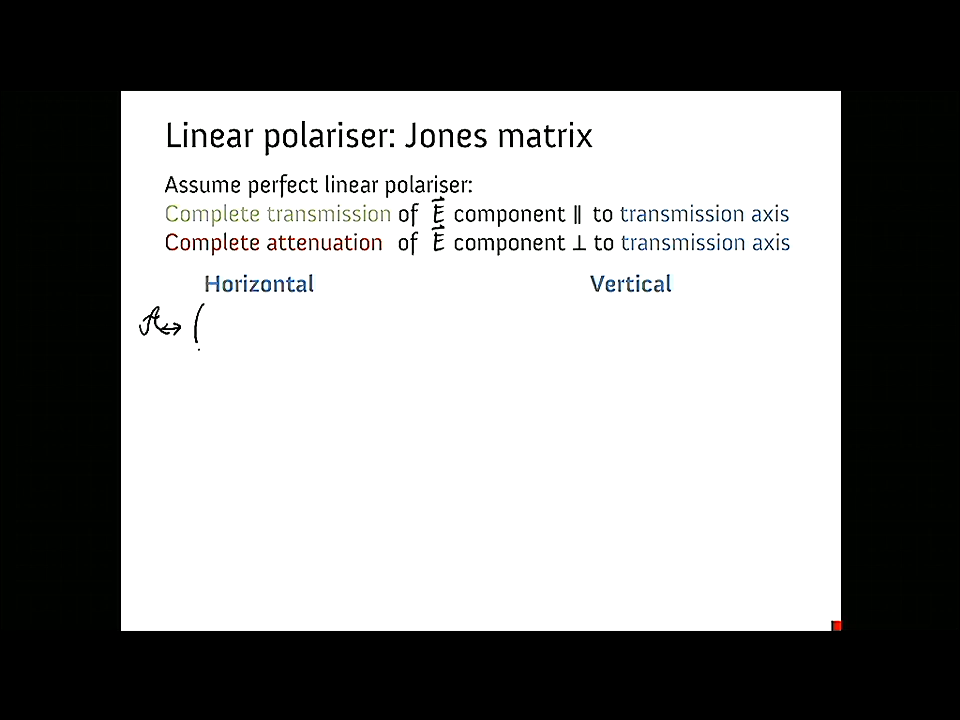 Linear polariser: Jones matrix
Assume perfect linear polariser:
Complete transmission of E⃗ component ∥ to transmission axis
Complete attenuation of E⃗ component ⊥ to transmission axis
Horizontal Vertical
A↔ (